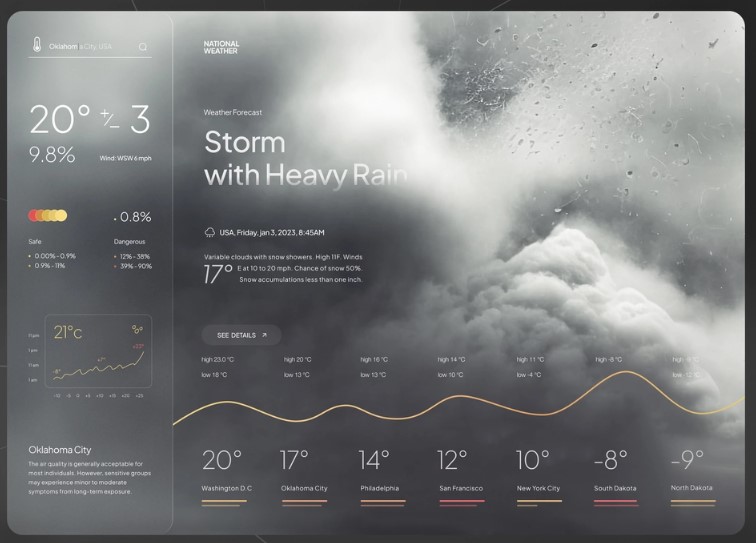 Oklahoma City, USA
20° +/- 3
9.8%
Wind: WSW 6 mph
0.8%
Safe
Dangerous
0.00% - 0.9%
12% - 38%
0.9% - 11%
39% - 90%
21°c
Oklahoma City
The air quality is generally acceptable for
most individuals. However, sensitive groups
may experience minor to moderate
symptoms from long-term exposure.
NATIONAL
WEATHER
Weather Forecast
Storm
with Heavy Rain
USA, Friday, jan 3, 2023, 8:45AM
Variable clouds with snow showers. High 11F. Winds
17° E at 10 to 20 mph. Chance of snow 50%.
Snow accumulations less than one inch.
SEE DETAILS
high 23,0 °C
high 20 °C
high 16 °C
high 14 °C
high 11 °C
high -8 °C
low 18 °C
low 13 °C
low 13 °C
low 10 °C
low -4 °C
20° 17° 14° 12° 10° -8° -9°
Washington D.C
Oklahoma City
Philadelphia
San Francisco
New York City
South Dakota
North Dakota